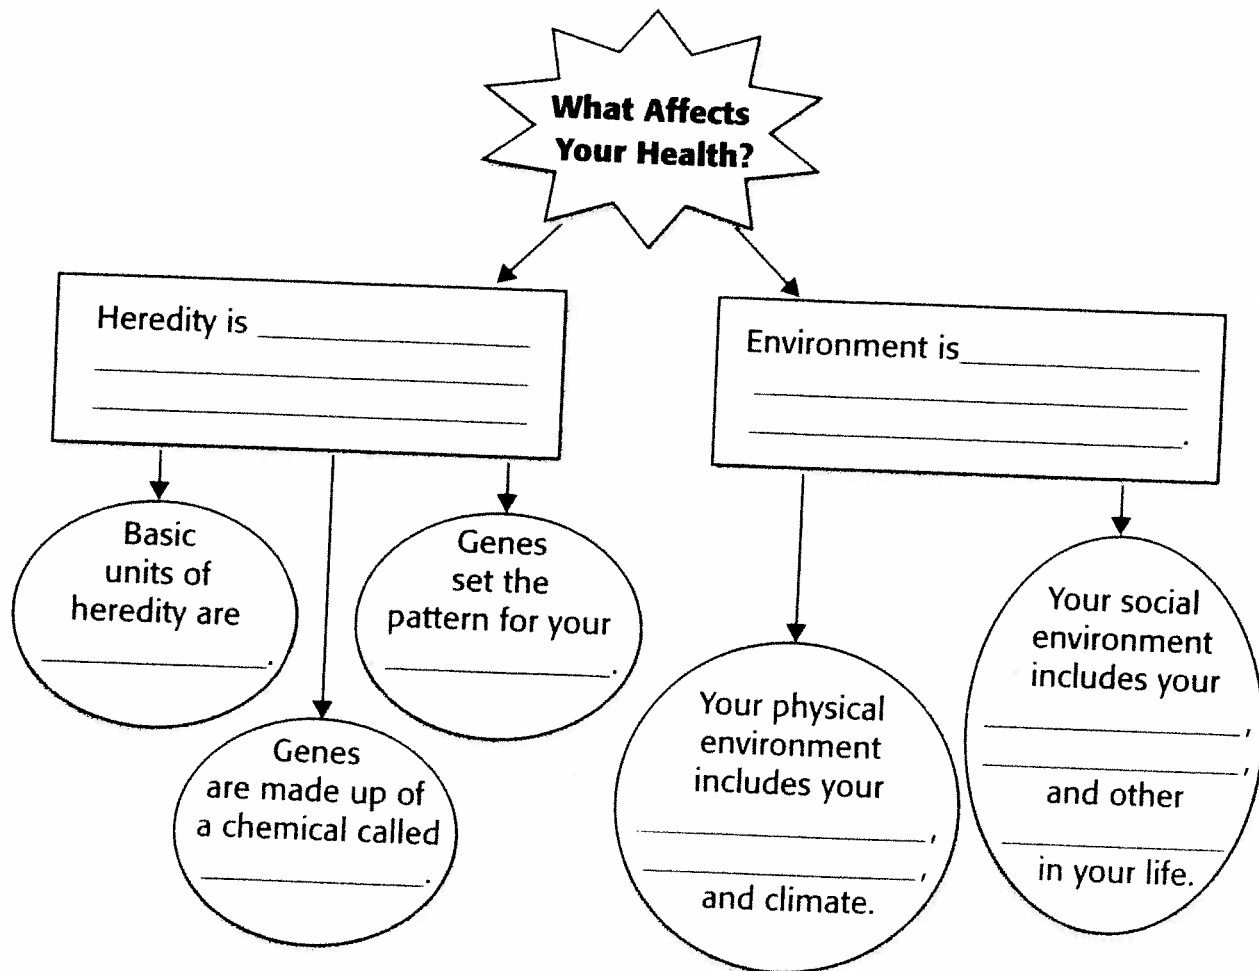 What Affects
Your Health?
Heredity is
Environment is
.
Basic
units of
heredity are
.
Genes
are made up of
a chemical called
.
Genes
set the
pattern for your
.
Your physical
environment
includes your
,
,
and climate.
Your social
environment
includes your
,
,
and other
in your life.